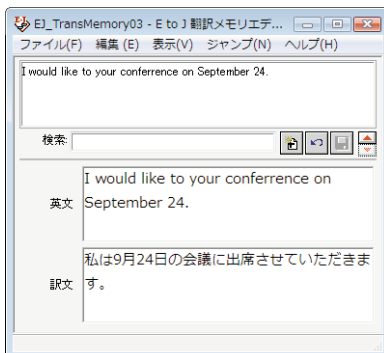 EJ_TransMemory03 - E to J 翻訳メモリエデ...
ファイル(F) 編集(E) 表示(V) ジャンプ(N) ヘルプ(H)
I would like to your conferrence on September 24.
検索:
英文
I would like to your conferrence on
September 24.
訳文
私は9月24日の会議に出席させていただきま
す。